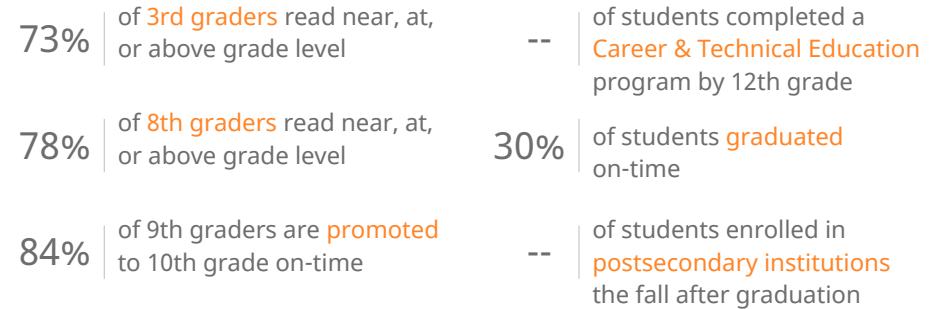 73%
of 3rd graders read near, at,
or above grade level
78%
of 8th graders read near, at,
or above grade level
84%
of 9th graders are promoted
to 10th grade on-time
--
of students completed a
Career & Technical Education
program by 12th grade
30%
of students graduated
on-time
--
of students enrolled in
postsecondary institutions
the fall after graduation